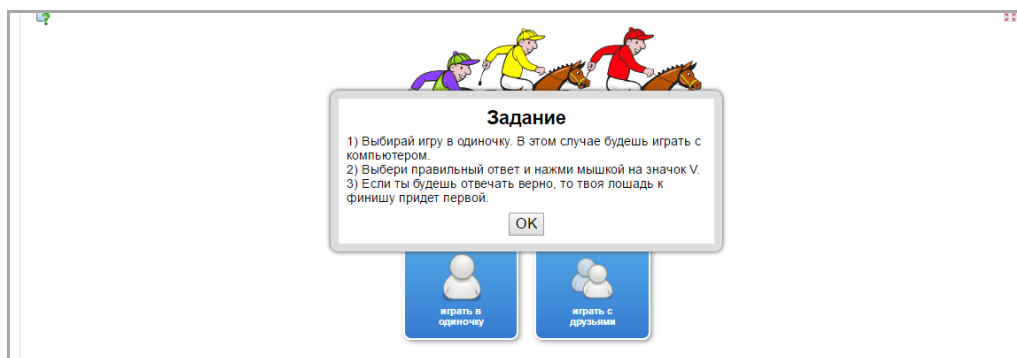 Задание
1) Выбирай игру в одиночку. В этом случае будешь играть с
компьютером.
2) Выбери правильный ответ и нажми мышкой на значок V.
3) Если ты будешь отвечать верно, то твоя лошадь к
финишу придет первой.
OK
играть в
одиночку
играть с
друзьями